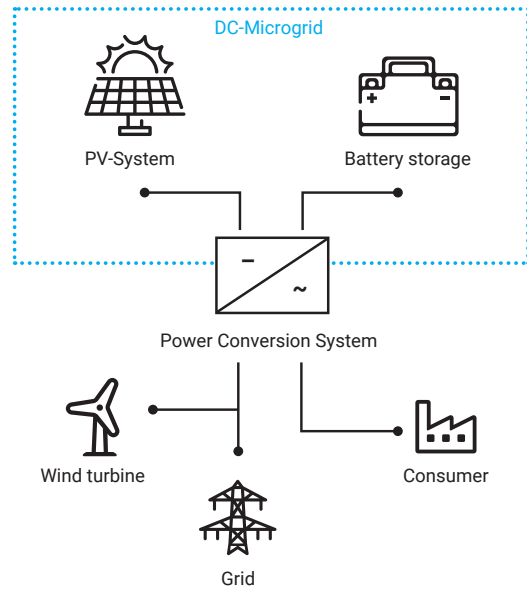 DC-Microgrid
PV-System
Battery storage
+ −
−
~
Power Conversion System
Wind turbine
Consumer
Grid